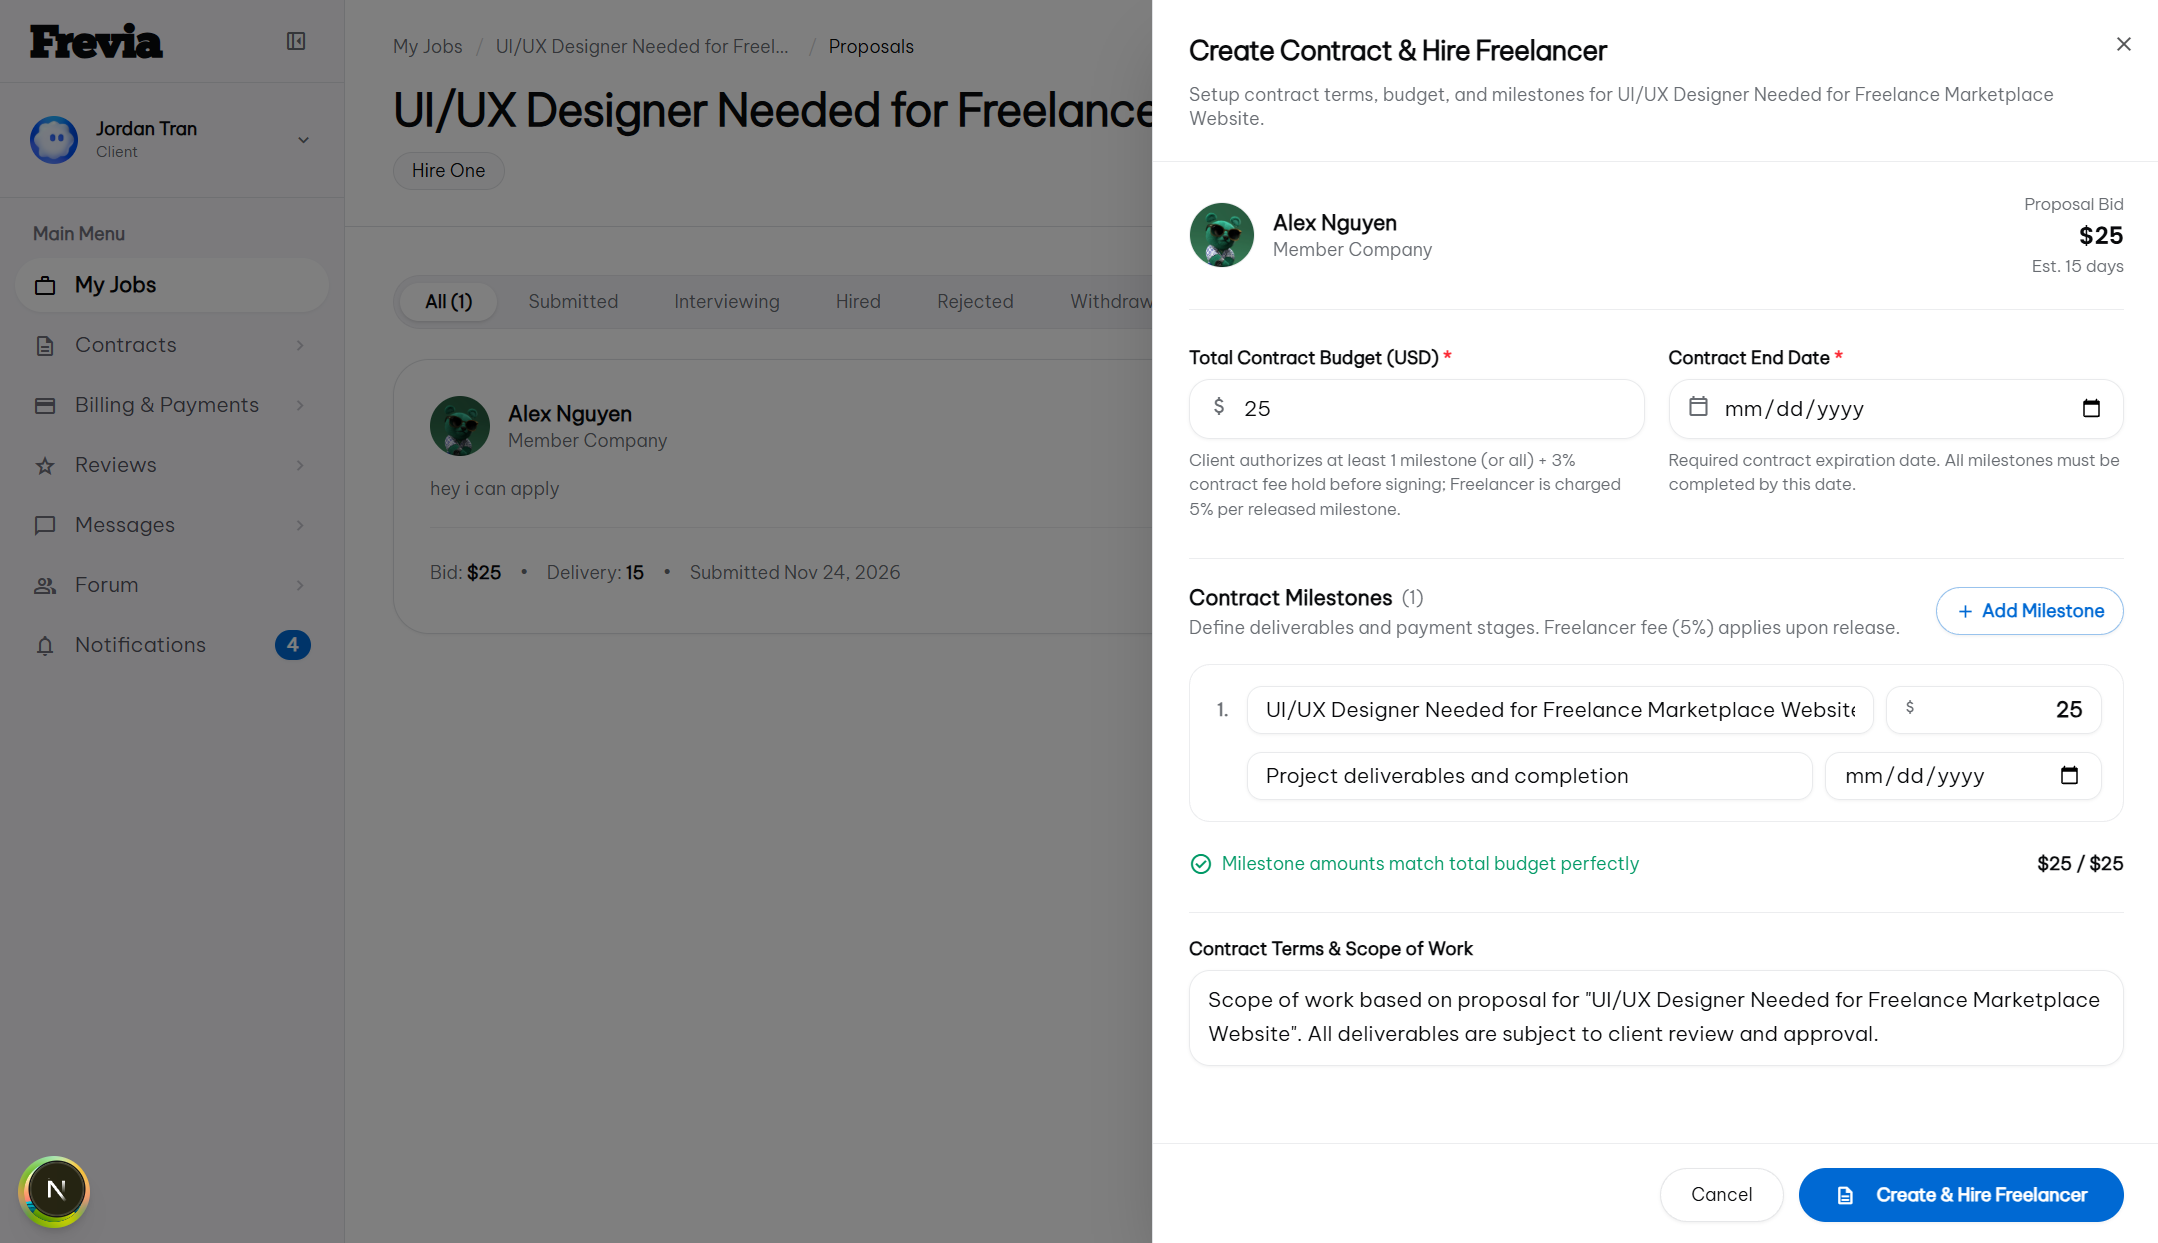 Frevia
Jordan Tran
Client
Main Menu
My Jobs
Contracts
Billing & Payments
Reviews
Messages
Forum
Notifications
4
N
My Jobs / UI/UX Designer Needed for Freel... / Proposals
UI/UX Designer Needed for Freelance
Hire One
All (1)
Submitted
Interviewing
Hired
Rejected
Withdraw
Alex Nguyen
Member Company
hey i can apply
Bid: $25 • Delivery: 15 • Submitted Nov 24, 2026
Create Contract & Hire Freelancer
Setup contract terms, budget, and milestones for UI/UX Designer Needed for Freelance Marketplace
Website.
Alex Nguyen
Member Company
Proposal Bid
$25
Est. 15 days
Total Contract Budget (USD) *
$ 25
Client authorizes at least 1 milestone (or all) + 3%
contract fee hold before signing; Freelancer is charged
5% per released milestone.
Contract End Date *
mm/dd/yyyy
Required contract expiration date. All milestones must be
completed by this date.
Contract Milestones (1)
Define deliverables and payment stages. Freelancer fee (5%) applies upon release.
+ Add Milestone
1.
UI/UX Designer Needed for Freelance Marketplace Website
$ 25
Project deliverables and completion
mm/dd/yyyy
Milestone amounts match total budget perfectly
$25 / $25
Contract Terms & Scope of Work
Scope of work based on proposal for "UI/UX Designer Needed for Freelance Marketplace
Website". All deliverables are subject to client review and approval.
Cancel
Create & Hire Freelancer